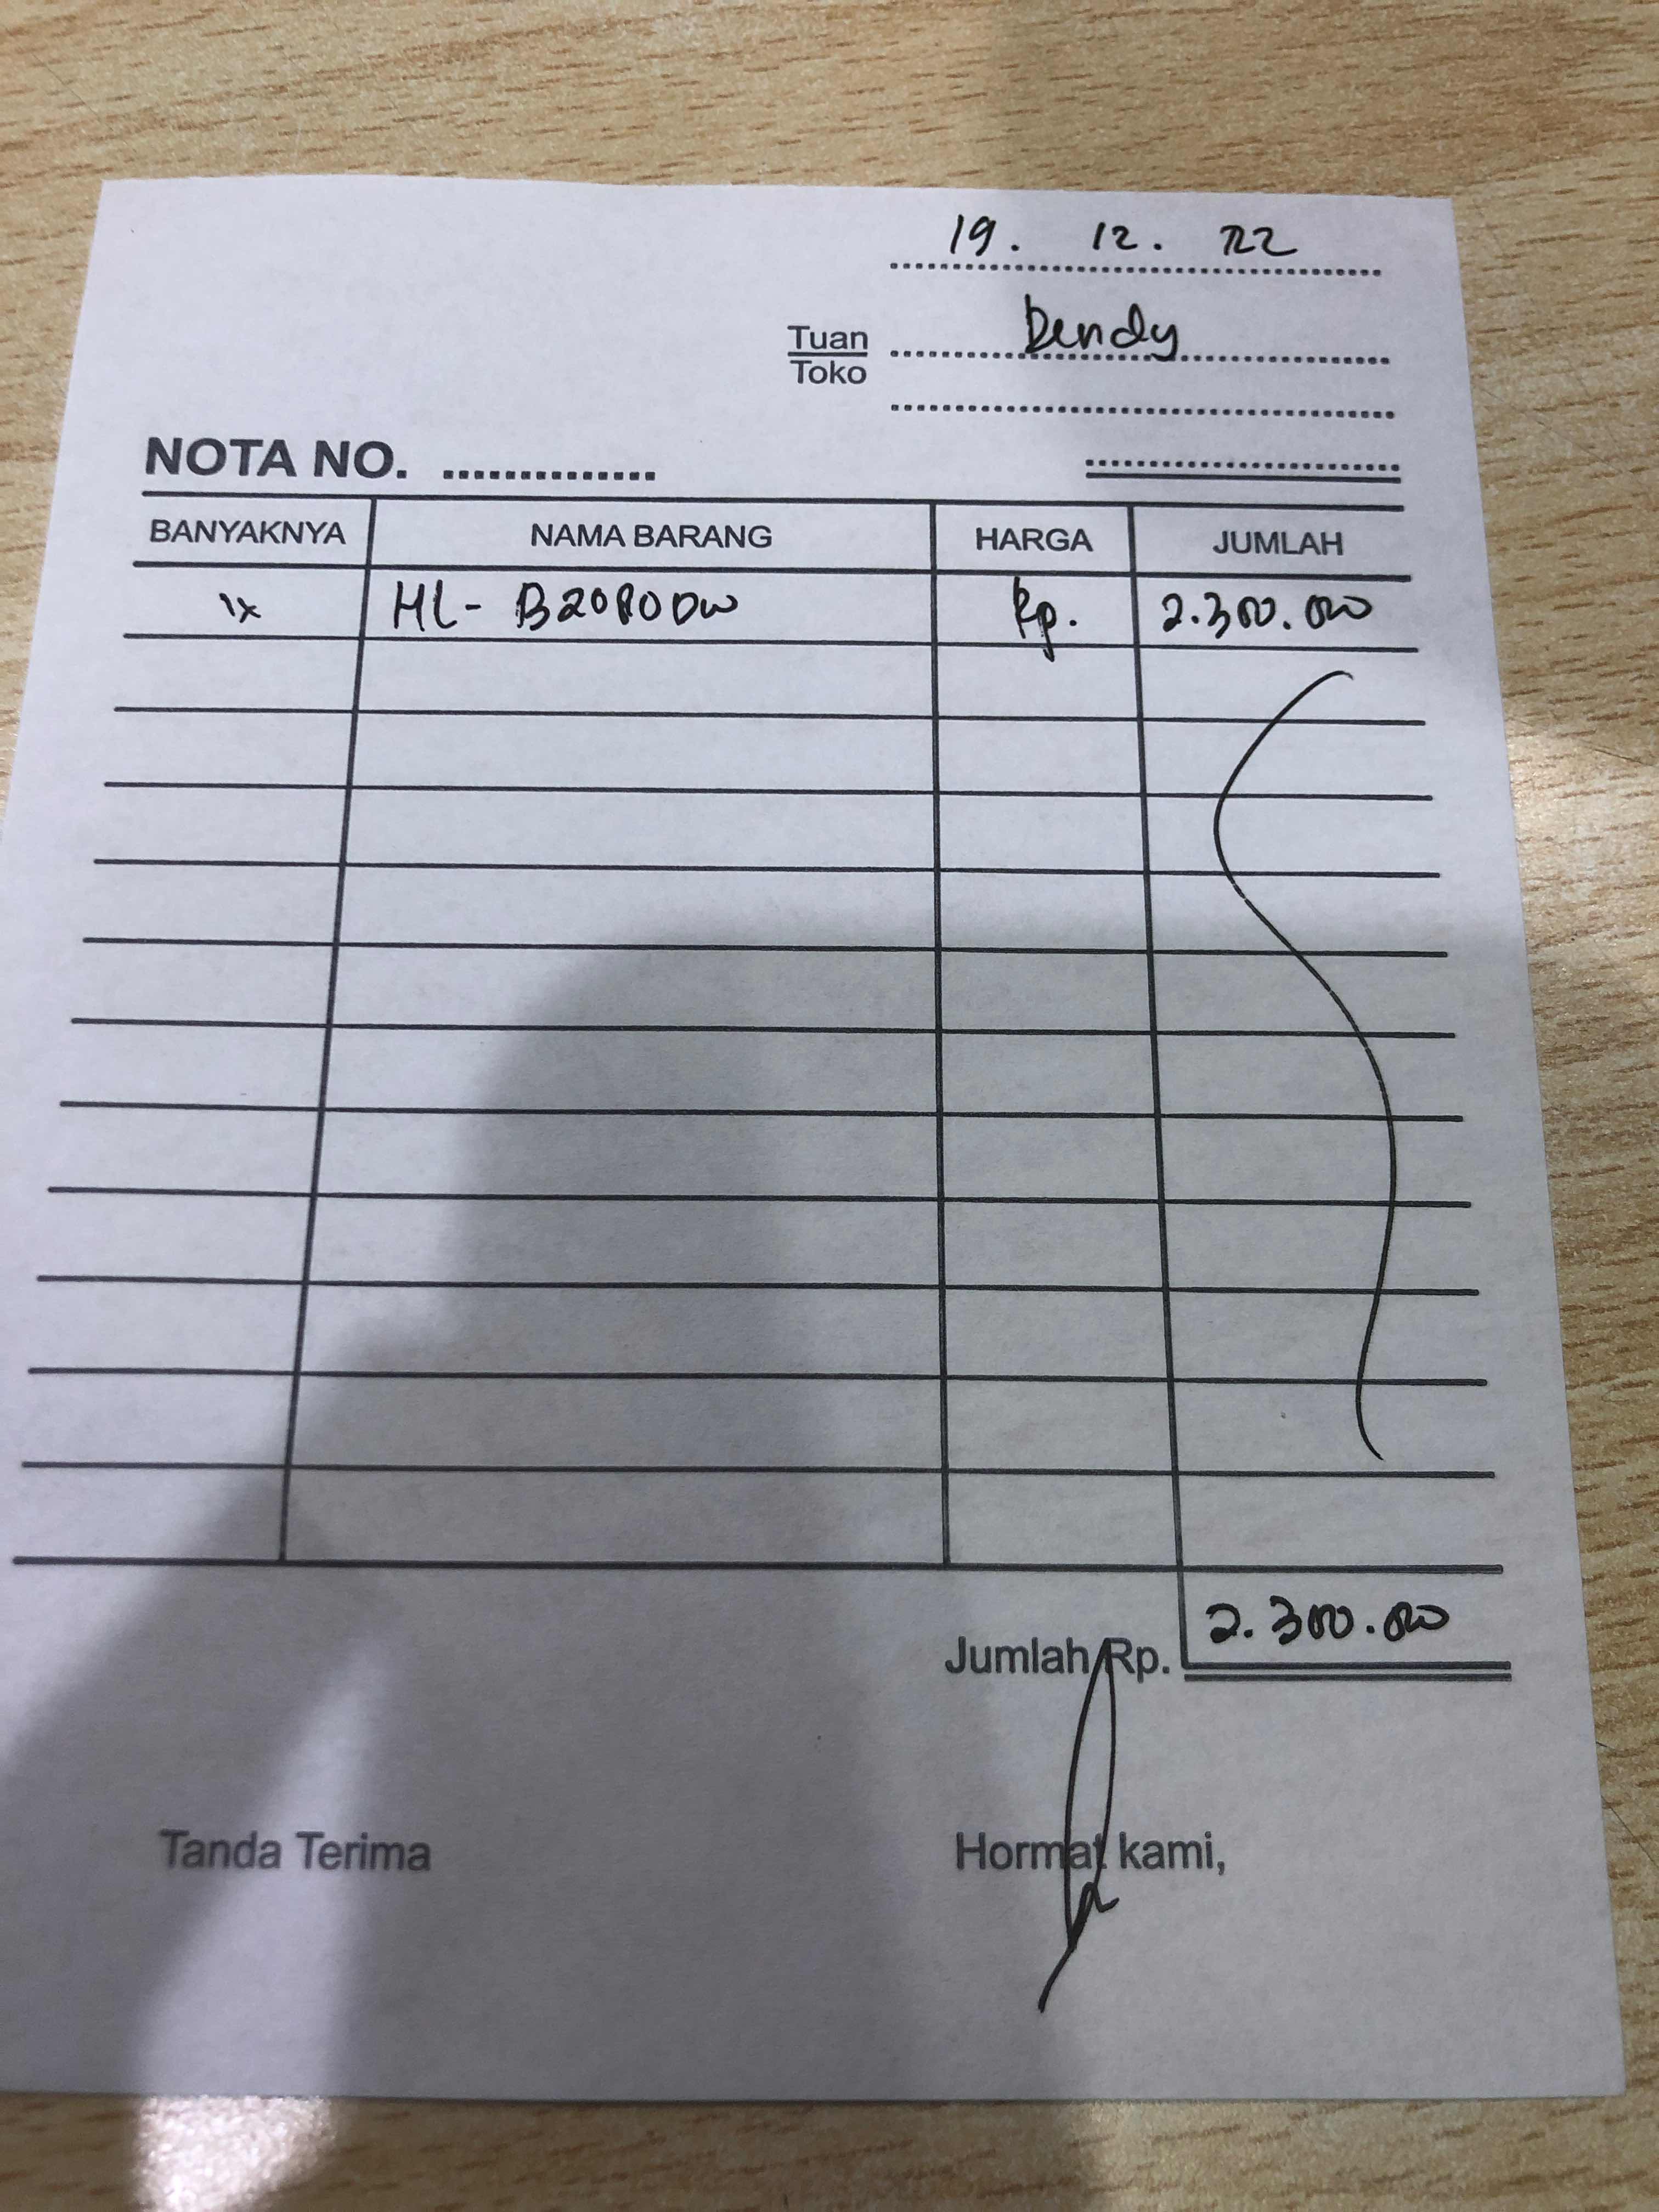 19. 12. 22
Tuan Dendy
Toko
NOTA NO. ..............
BANYAKNYA NAMA BARANG HARGA JUMLAH
1x HL- B2080DW Rp. 2.300.000
2.300.000
Jumlah Rp.
Tanda Terima Hormat kami,